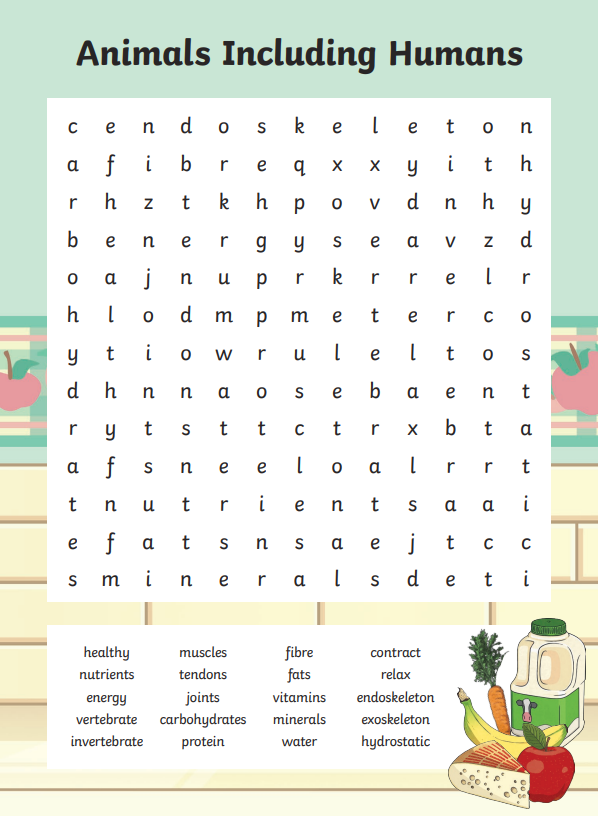 Animals Including Humans
c e n d o s k e l e t o n
a f i b r e q x x y i t h
r h z t k h p o v d n h y
b e n e r g y s e a v z d
o a j n u p r k r r e l r
h l o d m p m e t e r c o
y t i o w r u l e l t o s
d h n n a o s e b a e n t
r y t s t t c t r x b t a
a f s n e e l o a l r r t
t n u t r i e n t s a a i
e f a t s n s a e j t c c
s m i n e r a l s d e t i
healthy muscles fibre contract
nutrients tendons fats relax
energy joints vitamins endoskeleton
vertebrate carbohydrates minerals exoskeleton
invertebrate protein water hydrostatic